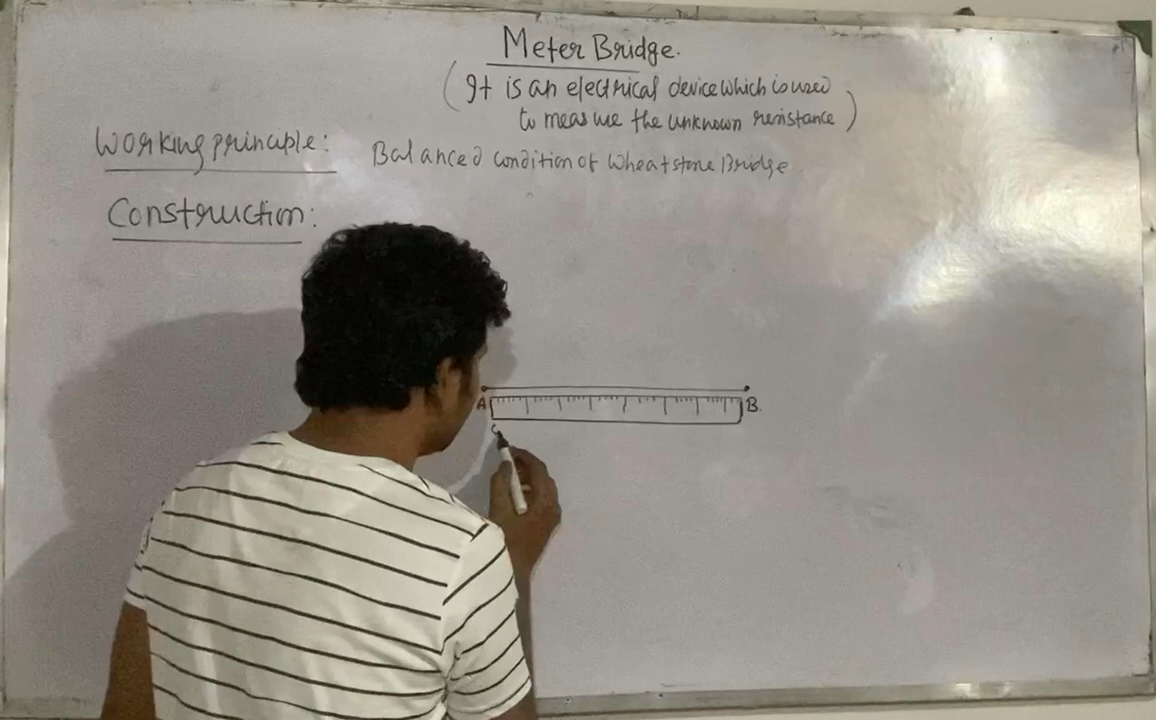 Meter Bridge.
(It is an electrical device which is used
to measure the unknown resistance)
Working principle: Balanced condition of Wheatstone Bridge
Construction:
A B.